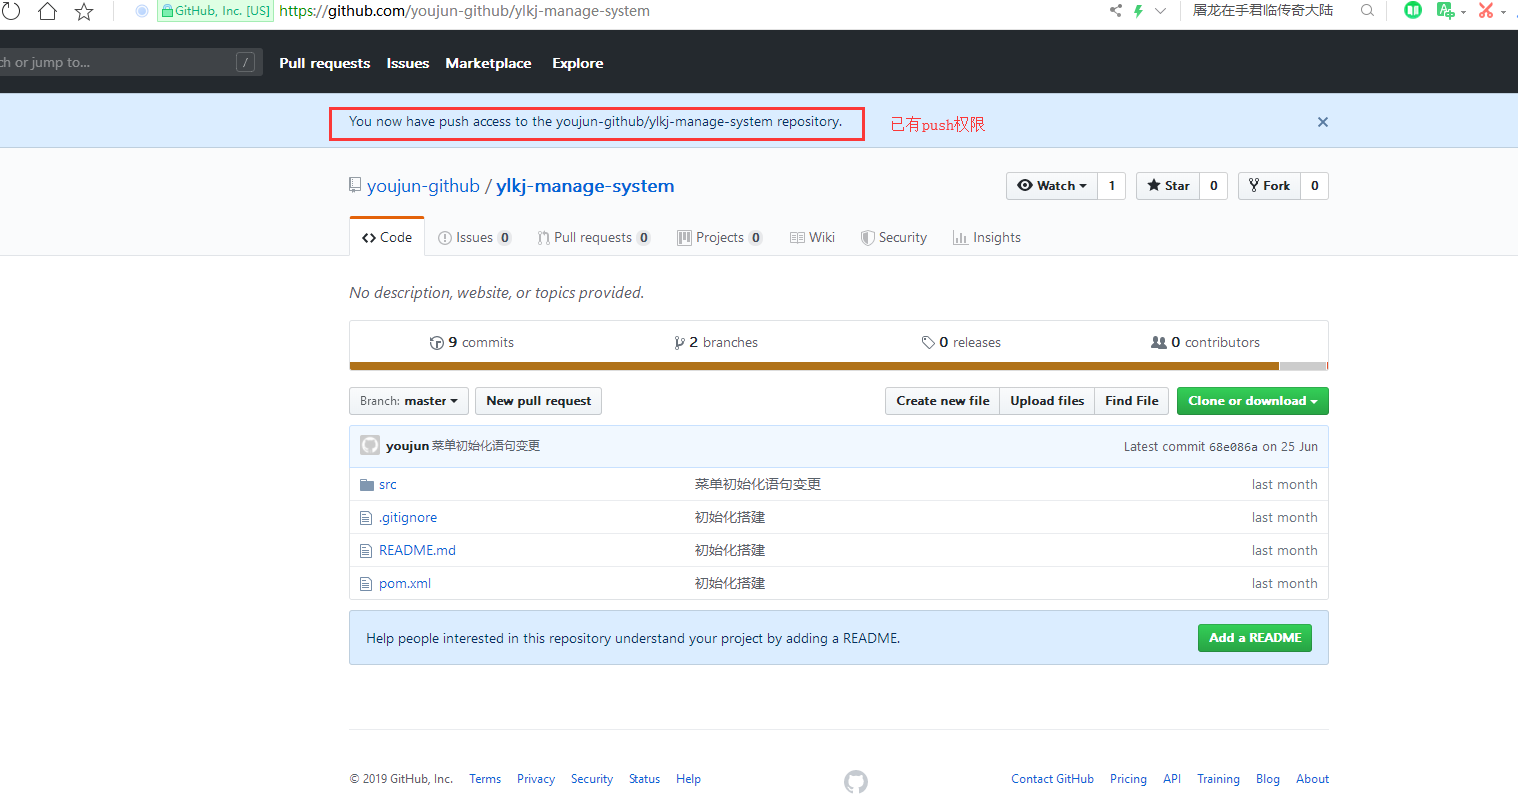 GitHub, Inc. [US] https://github.com/youjun-github/ylkj-manage-system 屠龙在手君临传奇大陆
ch or jump to... / Pull requests Issues Marketplace Explore
You now have push access to the youjun-github/ylkj-manage-system repository. 已有push权限
youjun-github / ylkj-manage-system Watch 1 Star 0 Fork 0
Code Issues 0 Pull requests 0 Projects 0 Wiki Security Insights
No description, website, or topics provided.
9 commits 2 branches 0 releases 0 contributors
Branch: master New pull request Create new file Upload files Find File Clone or download
youjun 菜单初始化语句变更 Latest commit 68e086a on 25 Jun
src 菜单初始化语句变更 last month
.gitignore 初始化搭建 last month
README.md 初始化搭建 last month
pom.xml 初始化搭建 last month
Help people interested in this repository understand your project by adding a README. Add a README
© 2019 GitHub, Inc. Terms Privacy Security Status Help Contact GitHub Pricing API Training Blog About